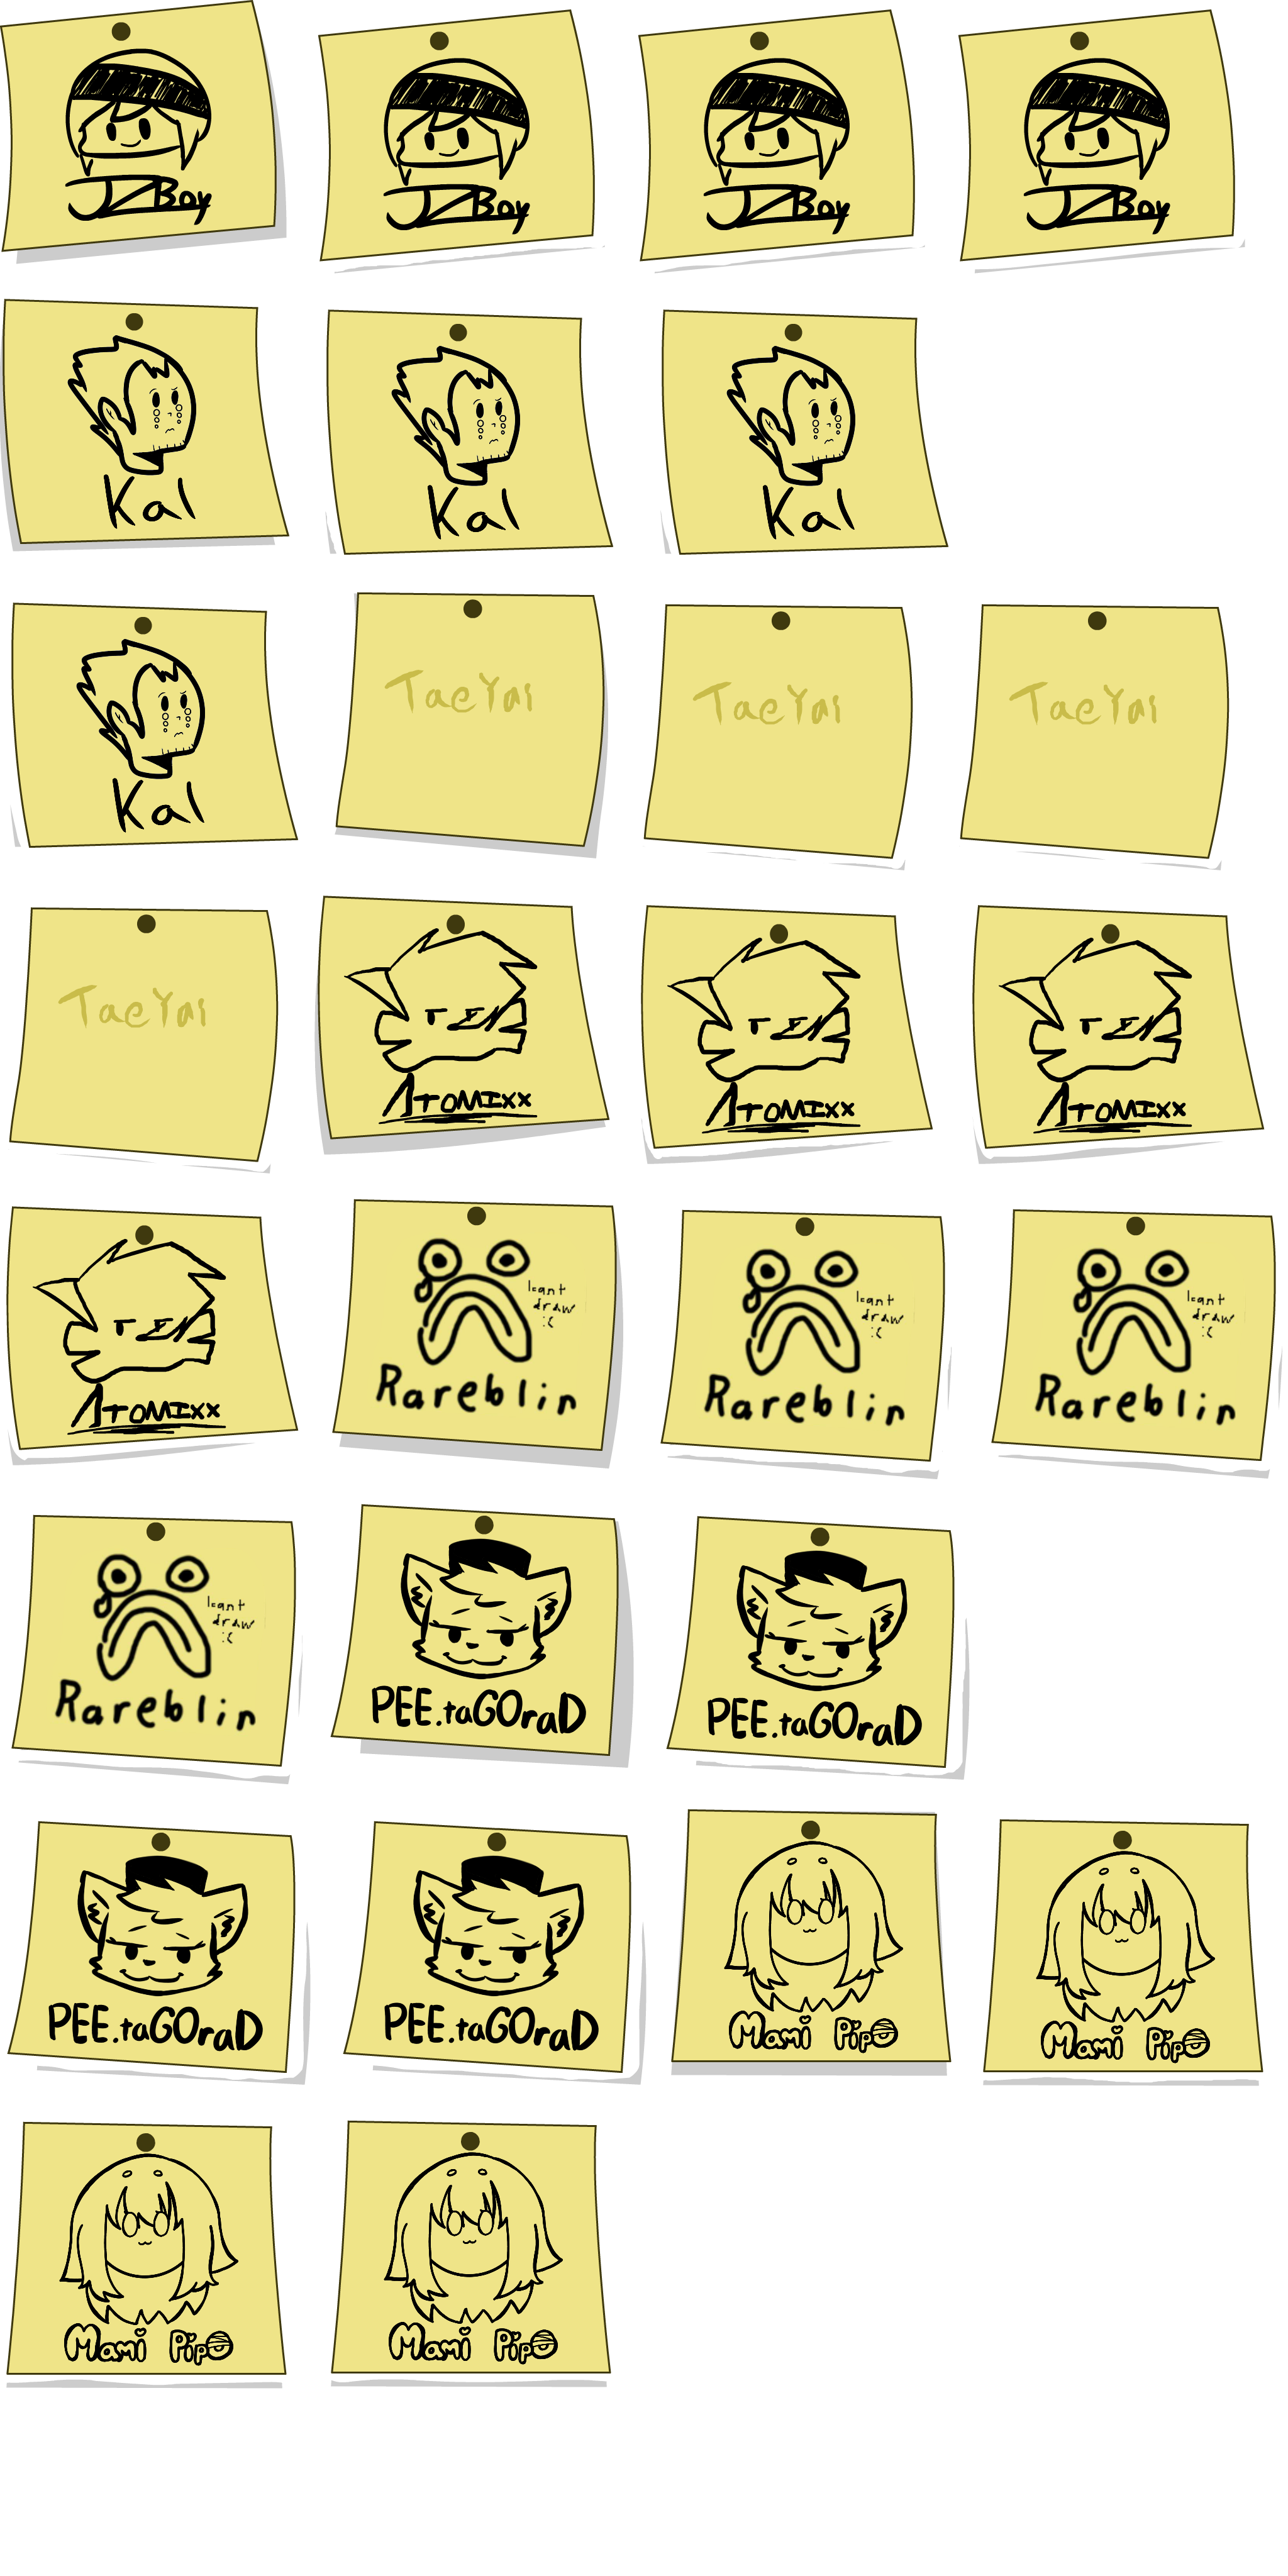 JZBoy JZBoy JZBoy JZBoy
Kal Kal Kal
Kal TaeYai TaeYai TaeYai
TaeYai ATOMIXX ATOMIXX ATOMIXX
ATOMIXX
I cant
draw
:(
Rareblin
I cant
draw
:(
Rareblin
I cant
draw
:(
Rareblin
I cant
draw
:(
Rareblin
PEE.taGOraD PEE.taGOraD
PEE.taGOraD PEE.taGOraD Mami Pipo Mami Pipo
Mami Pipo Mami Pipo